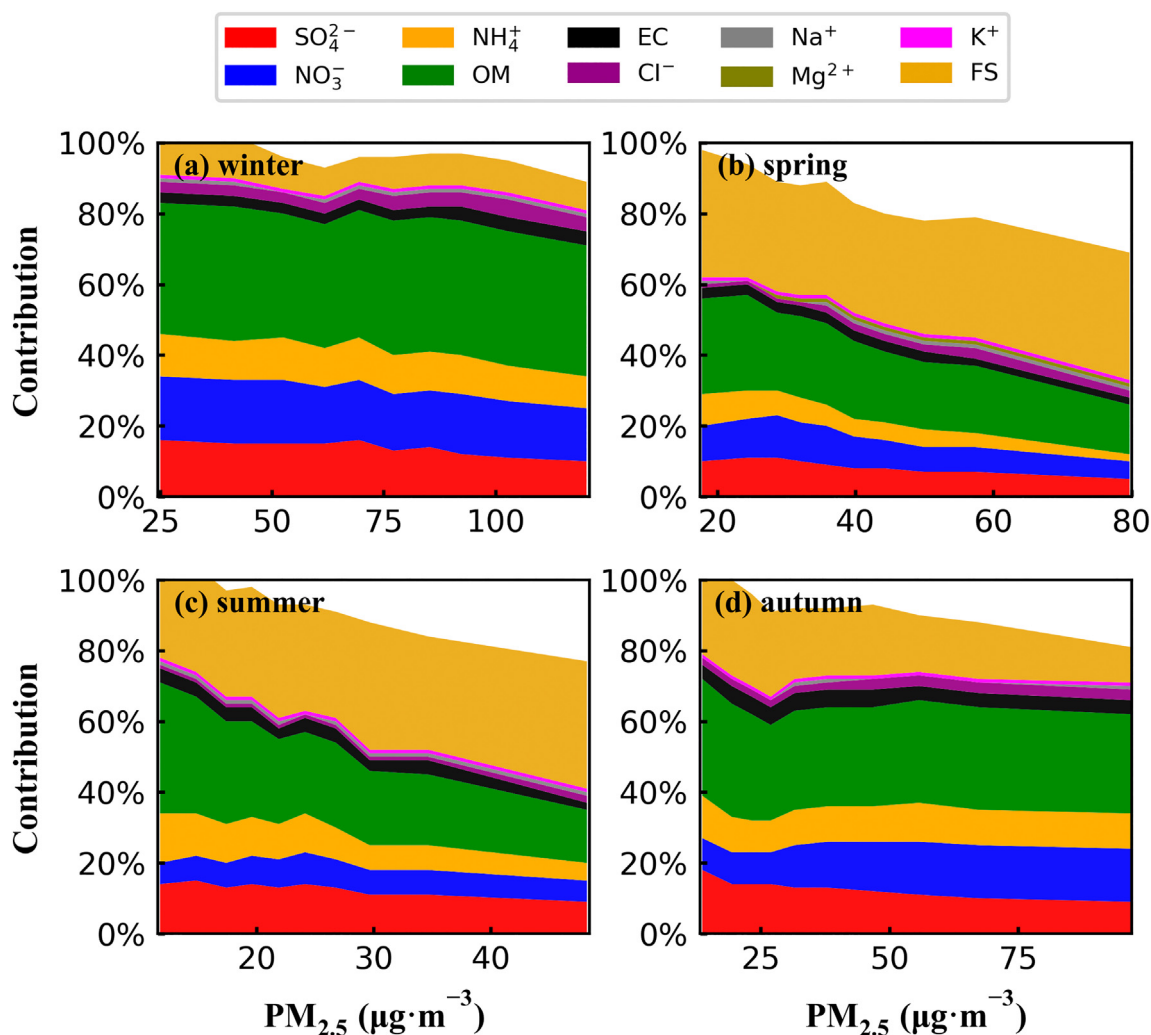 SO₄²⁻ NH₄⁺ EC Na⁺ K⁺
NO₃⁻ OM Cl⁻ Mg²⁺ FS
(a) winter
(b) spring
100% 80% 60% 40% 20% 0%
100% 80% 60% 40% 20% 0%
Contribution
25 50 75 100
20 40 60 80
(c) summer
(d) autumn
100% 80% 60% 40% 20% 0%
100% 80% 60% 40% 20% 0%
Contribution
20 30 40
25 50 75
PM₂.₅ (μg·m⁻³)
PM₂.₅ (μg·m⁻³)